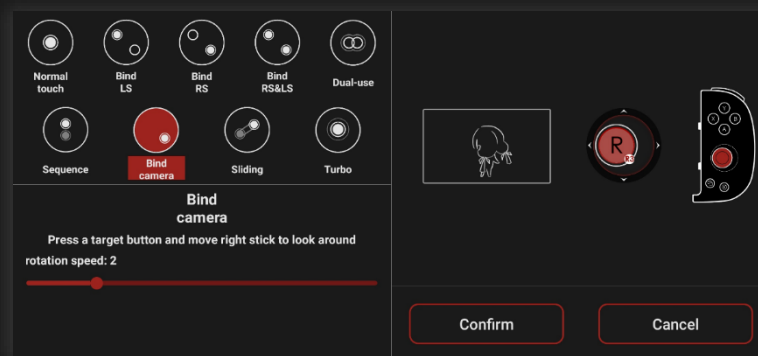 Normal
touch
Bind
LS
Bind
RS
Bind
RS&LS
Dual-use
Sequence
Bind
camera
Sliding
Turbo
Bind
camera
Press a target button and move right stick to look around
rotation speed: 2
R
Y
X
B
A
Confirm
Cancel